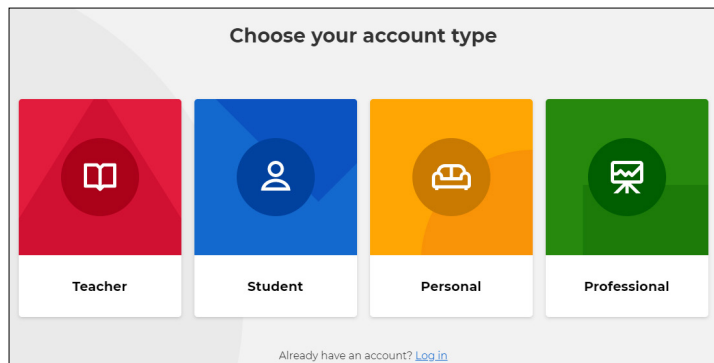 Choose your account type
Teacher
Student
Personal
Professional
Already have an account? Log in